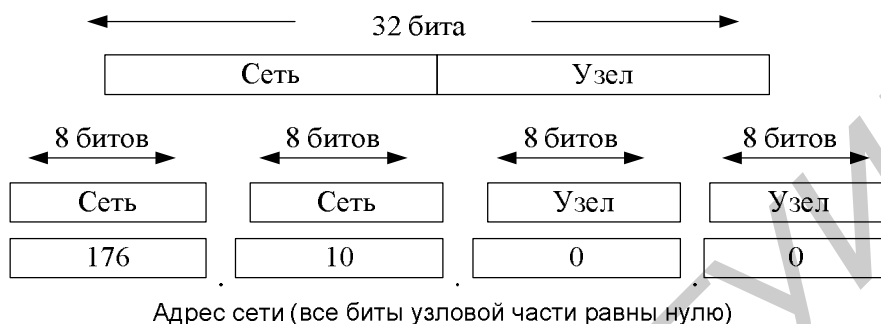 32 бита
Сеть Узел
8 битов 8 битов 8 битов 8 битов
Сеть Сеть Узел Узел
176 . 10 . 0 . 0
Адрес сети (все биты узловой части равны нулю)